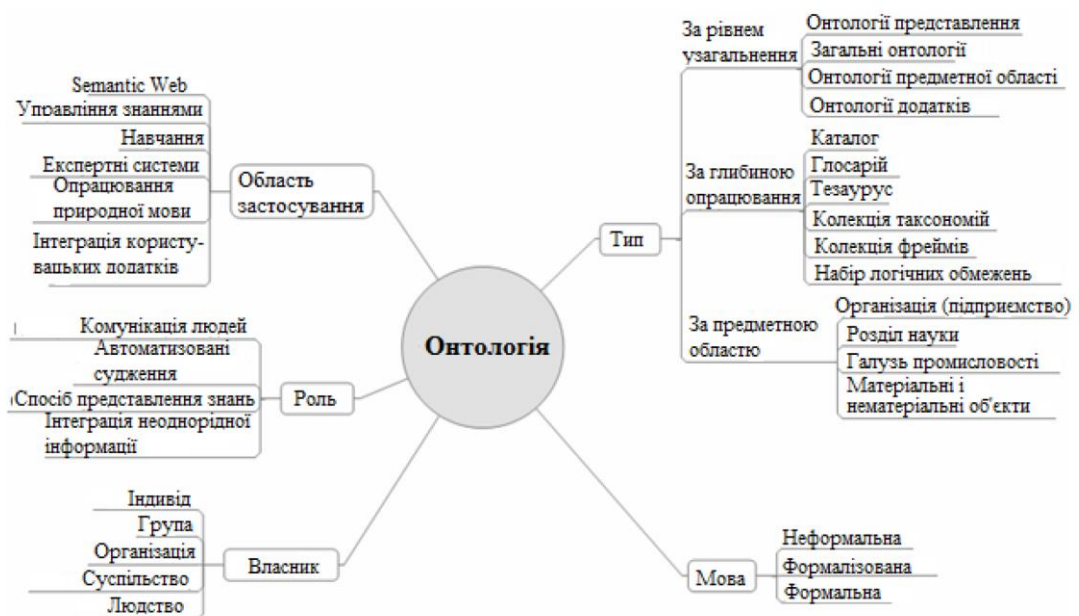 Semantic Web
Управління знаннями
Навчання
Експертні системи
Опрацювання
природної мови
Інтеграція користу-
вацьких додатків
Область
застосування
Комунікація людей
Автоматизовані
судження
Спосіб представлення знань
Інтеграція неоднорідної
інформації
Роль
Індивід
Група
Організація
Суспільство
Людство
Власник
Онтологія
Тип
За рівнем
узагальнення
Онтології представлення
Загальні онтології
Онтології предметної області
Онтології додатків
За глибиною
опрацювання
Каталог
Глосарій
Тезаурус
Колекція таксономій
Колекція фреймів
Набір логічних обмежень
За предметною
областю
Організація (підприємство)
Розділ науки
Галузь промисловості
Матеріальні і
нематеріальні об'єкти
Мова
Неформальна
Формалізована
Формальна